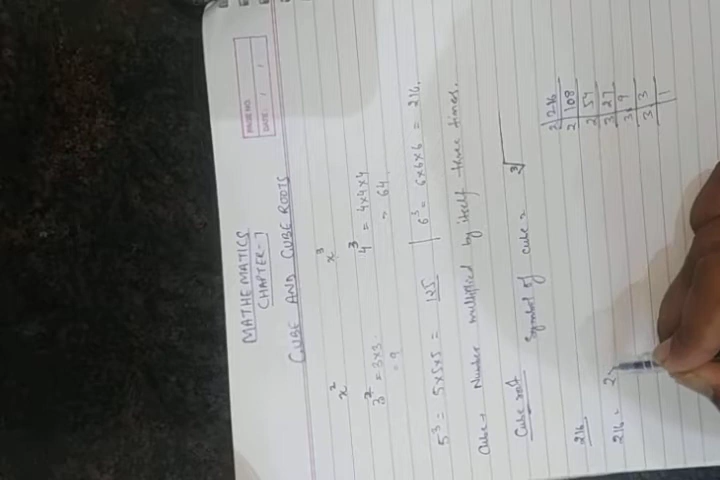 PAGE NO.
DATE: / /
MATHEMATICS
CHAPTER-7
CUBE AND CUBE ROOTS
x² x³
3² = 3×3 4³ = 4×4×4
= 9 = 64
5³ = 5×5×5 = 125 | 6³ = 6×6×6 = 216.
Cube → Number multiplied by itself three times.
Cube root Symbol of cube = ∛
216
2 | 216
2 | 108
2 | 54
3 | 27
3 | 9
3 | 3
1
216 = 2